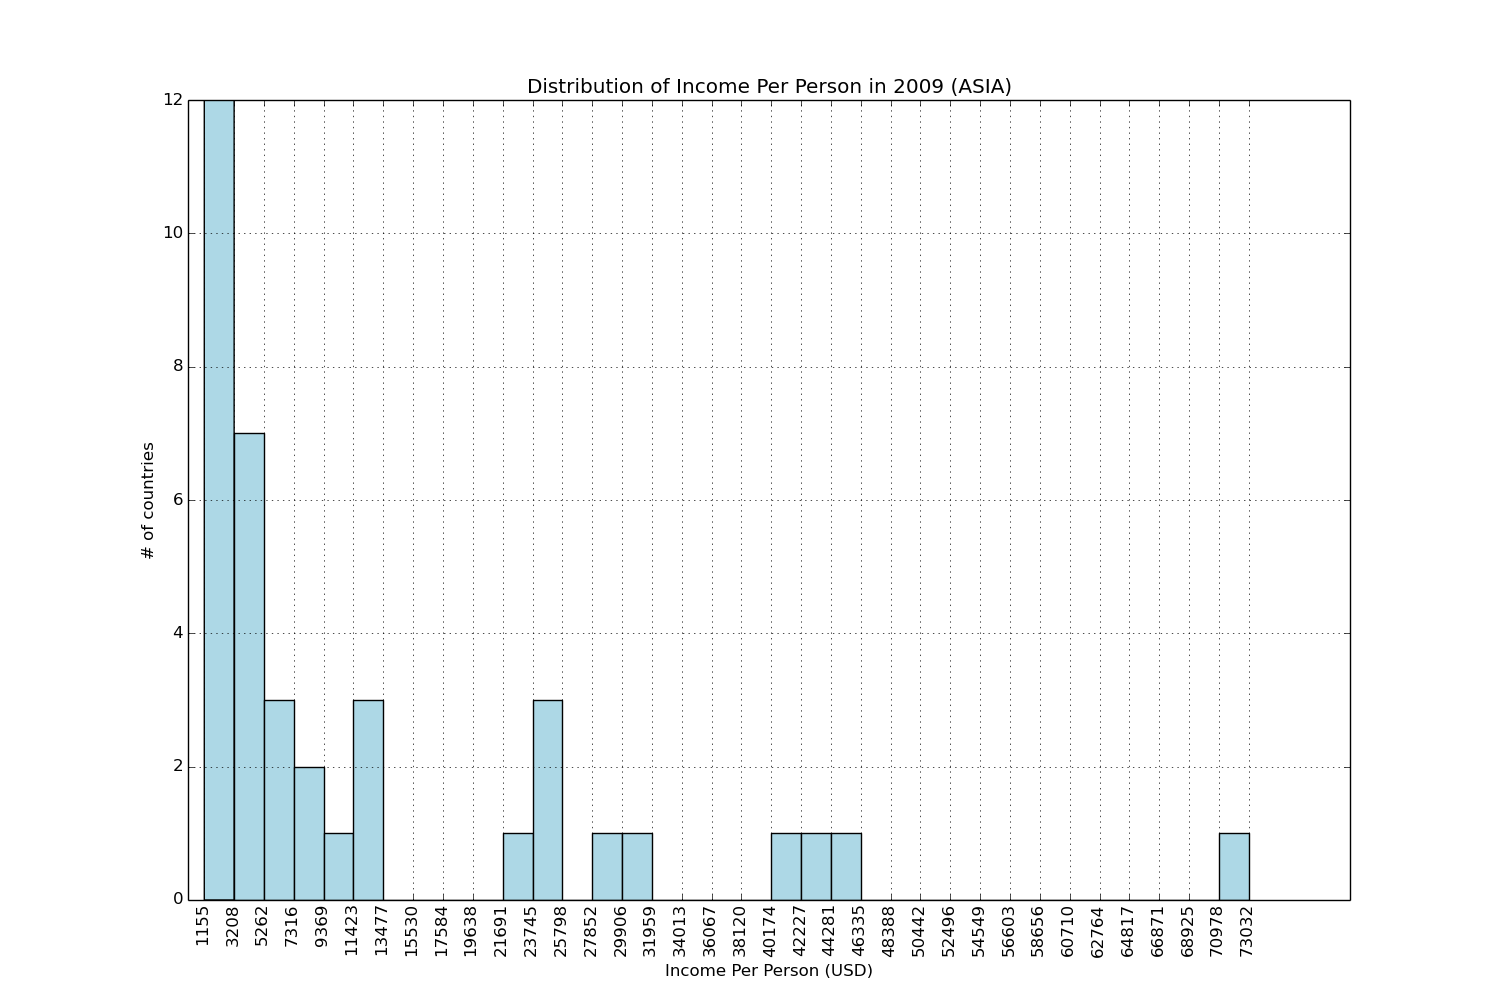 Distribution of Income Per Person in 2009 (ASIA)
12
10
8
6
4
2
0
# of countries
1155 3208 5262 7316 9369 11423 13477 15530 17584 19638 21691 23745 25798 27852 29906 31959 34013 36067 38120 40174 42227 44281 46335 48388 50442 52496 54549 56603 58656 60710 62764 64817 66871 68925 70978 73032
Income Per Person (USD)